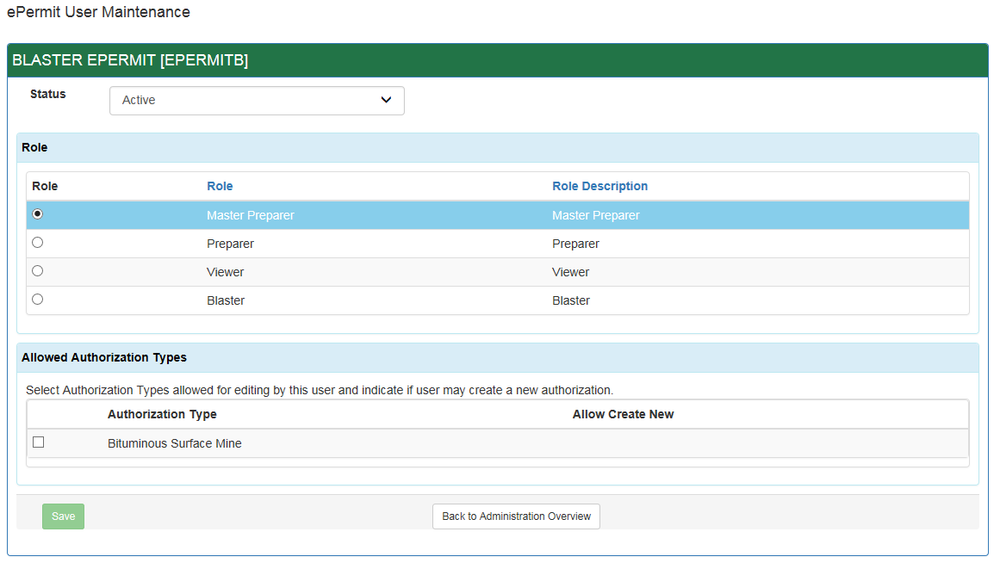 ePermit User Maintenance
BLASTER EPERMIT [EPERMITB]
Status Active
Role
Role Role Role Description
Master Preparer Master Preparer
Preparer Preparer
Viewer Viewer
Blaster Blaster
Allowed Authorization Types
Select Authorization Types allowed for editing by this user and indicate if user may create a new authorization.
Authorization Type Allow Create New
Bituminous Surface Mine
Save Back to Administration Overview